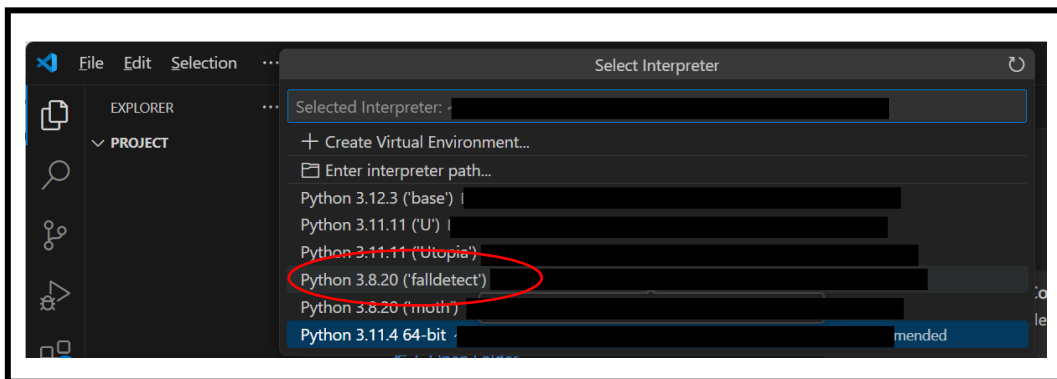 File Edit Selection ···
Select Interpreter
EXPLORER ···
Selected Interpreter: ~
PROJECT
+ Create Virtual Environment...
Enter interpreter path...
Python 3.12.3 ('base')
Python 3.11.11 ('U')
Python 3.11.11 ('Utopia')
Python 3.8.20 ('falldetect')
Python 3.8.20 ('moth')
Python 3.11.4 64-bit ~ mended